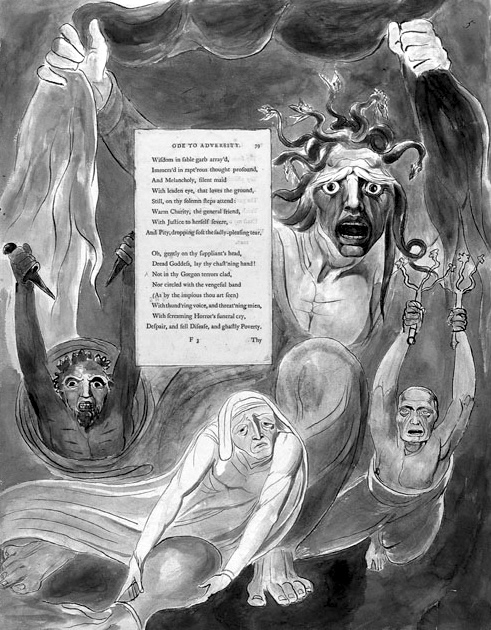 ODE TO ADVERSITY. 79
Wisdom in sable garb array'd,
Immers'd in rapt'rous thought profound,
And Melancholy, silent maid
With leaden eye, that loves the ground,
Still, on thy solemn steps attend:
Warm Charity, the general friend,
With Justice to herself severe,
And Pity, dropping soft the sadly-pleasing tear.
Oh, gently on thy suppliant's head,
Dread Goddess, lay thy chast'ning hand!
Not in thy Gorgon terrors clad,
Nor circled with the vengeful band
(As by the impious thou art seen)
With thund'ring voice, and threat'ning mien,
With screaming Horror's funeral cry,
Despair, and fell Disease, and ghastly Poverty.
F 3 Thy